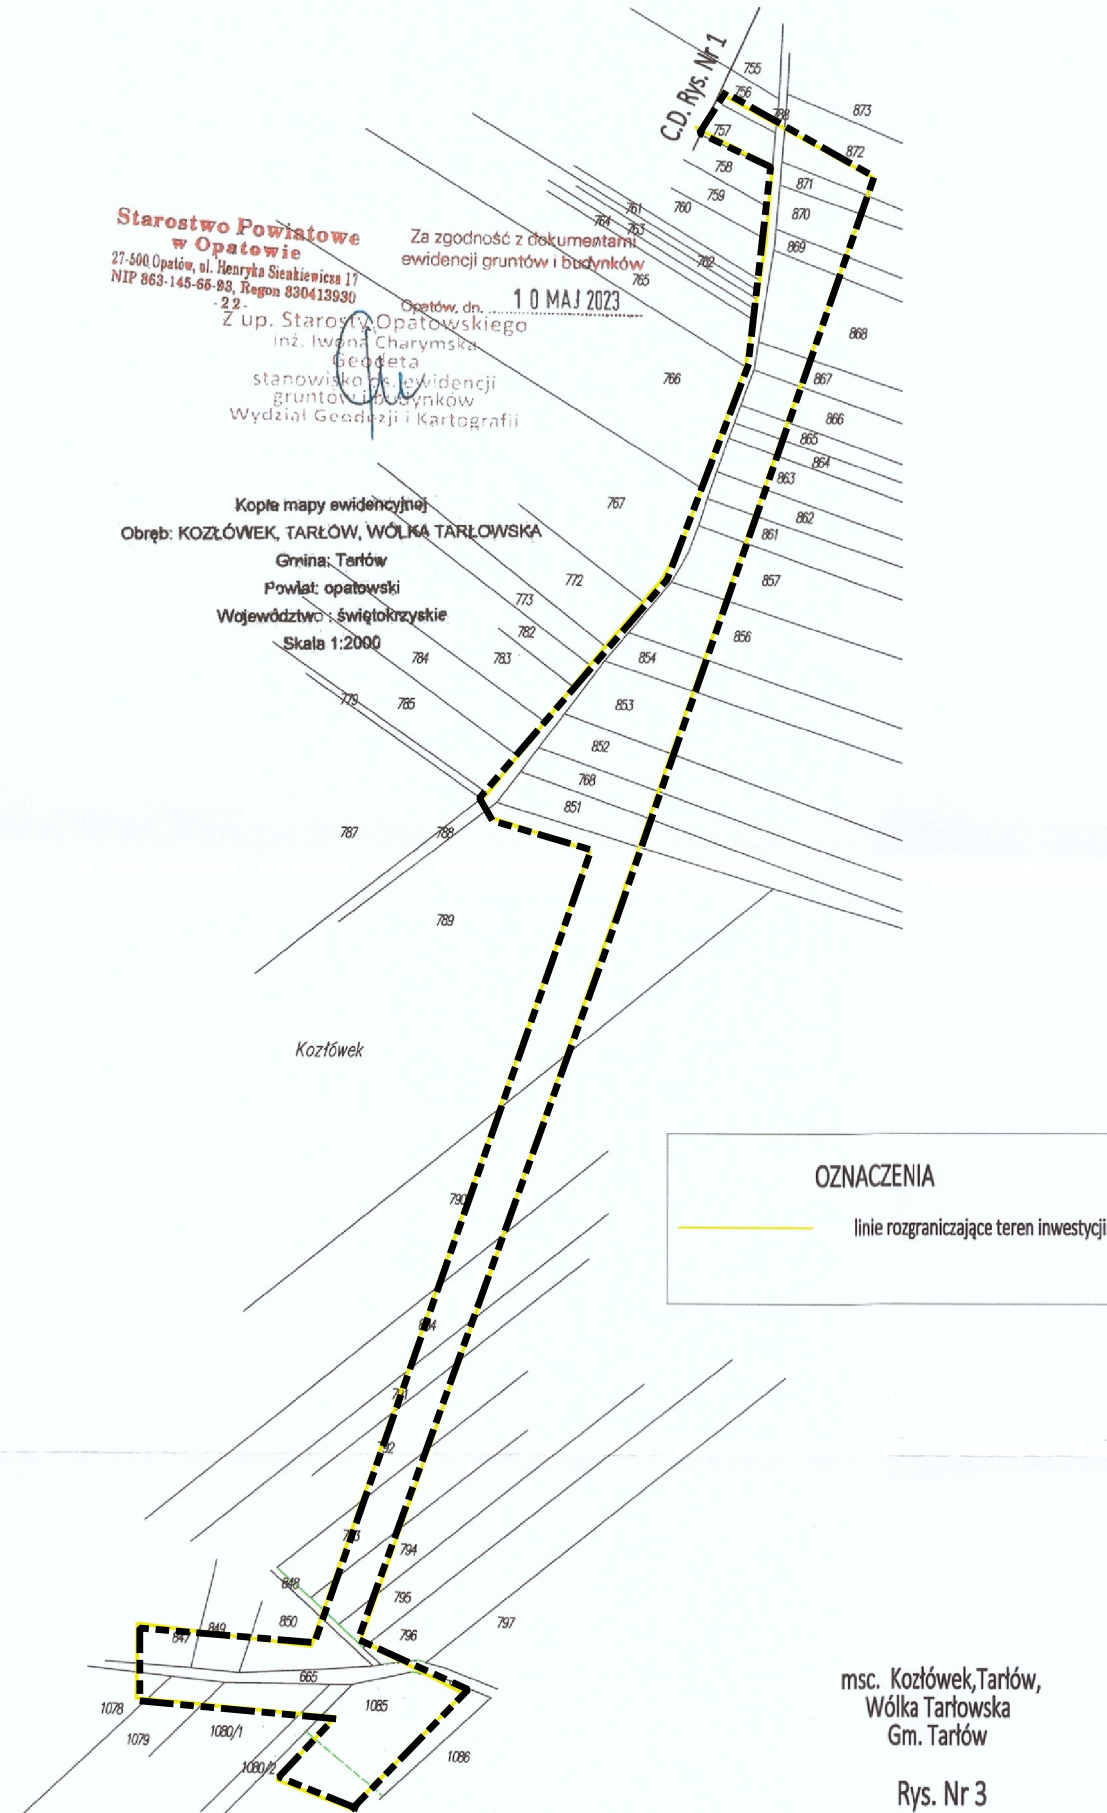 C.D. Rys. Nr 1
755
756
788
873
757
872
758
871
759
761
760
870
764
763
869
762
765
868
Starostwo Powiatowe
w Opatowie
27-500 Opatów, ul. Henryka Sienkiewicza 17
NIP 863-145-66-93, Regon 830413930
- 22 -
Za zgodność z dokumentami
ewidencji gruntów i budynków
Opatów, dn. 10 MAJ 2023
Z up. Starosty Opatowskiego
inż. Iwona Charymska
Geodeta
stanowisko ds. ewidencji
gruntów i budynków
Wydział Geodezji i Kartografii
766
867
866
865
864
863
767
862
861
Kopia mapy ewidencyjnej
Obręb: KOZŁÓWEK, TARŁÓW, WÓLKA TARŁOWSKA
Gmina: Tarłów
Powiat: opatowski
Województwo : świętokrzyskie
Skala 1:2000
772
857
773
782
856
784
783
854
779
785
853
852
768
851
787
788
789
Kozłówek
790
OZNACZENIA
linie rozgraniczające teren inwestycji
794
848
795
850
849
847
796
797
665
1078
1085
1079
1080/1
1080/2
1086
msc. Kozłówek,Tarłów,
Wólka Tarłowska
Gm. Tarłów
Rys. Nr 3